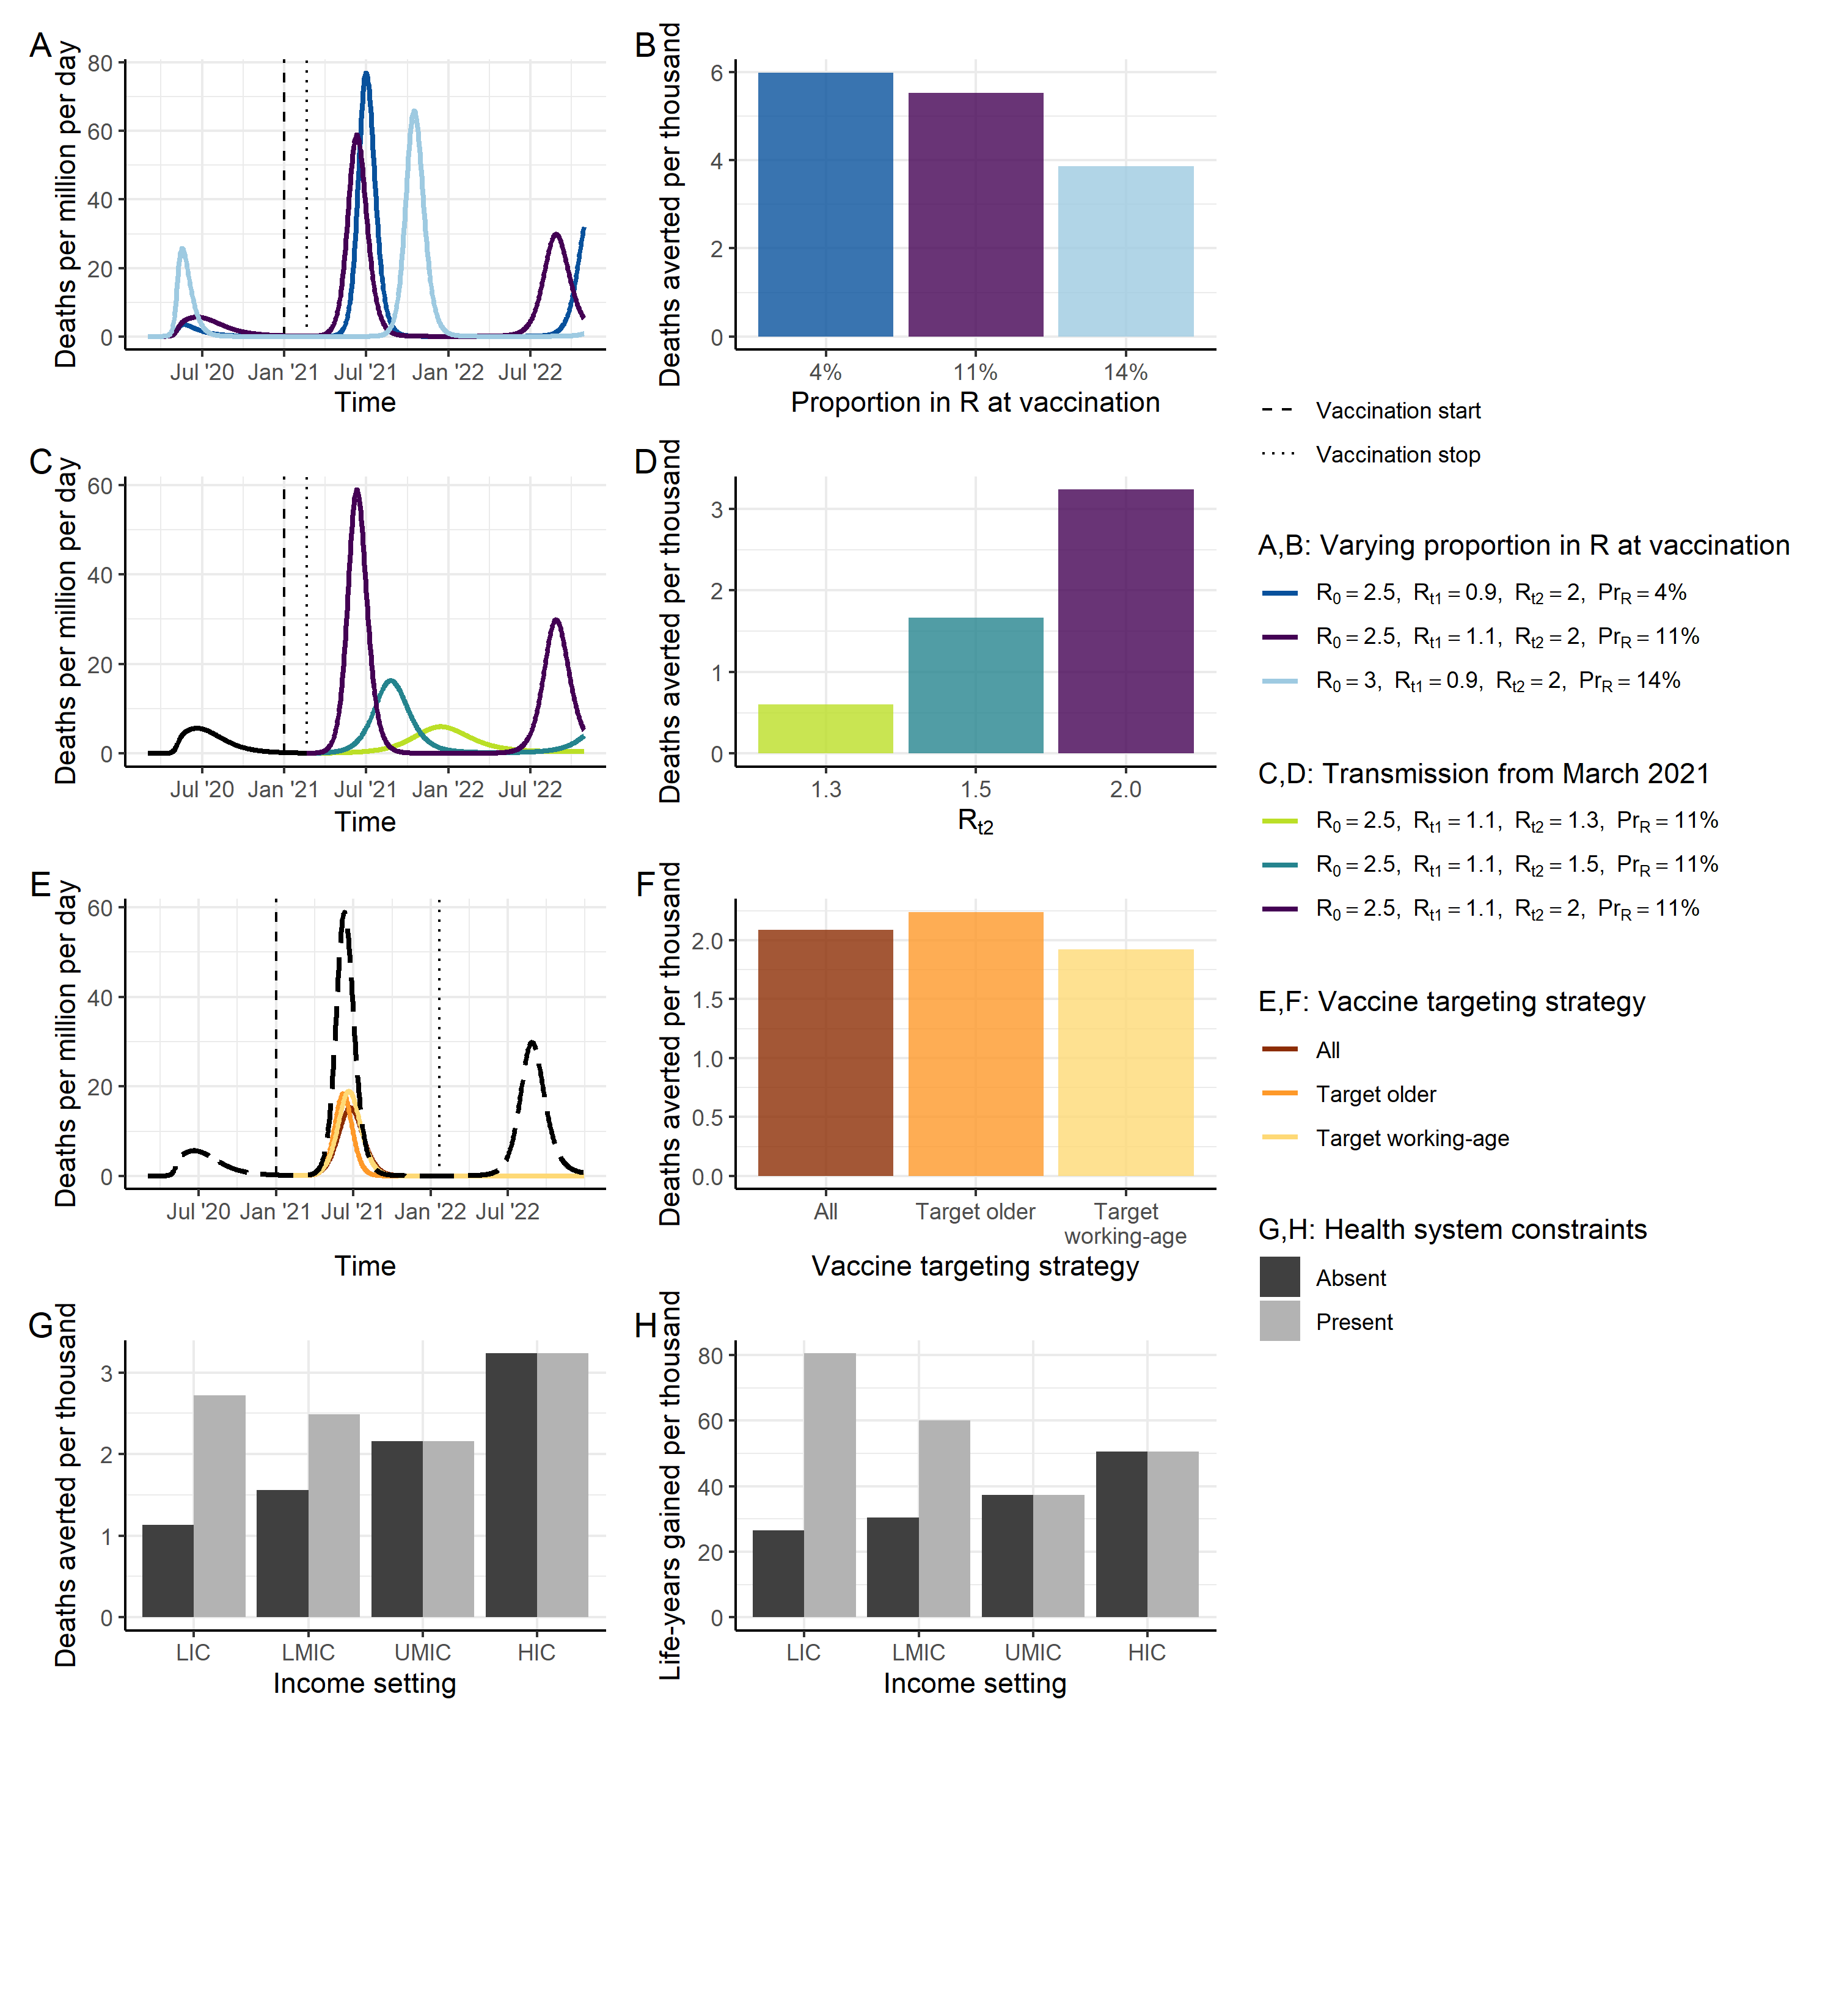 A
Deaths per million per day
80
60
40
20
0
Jul '20 Jan '21 Jul '21 Jan '22 Jul '22
Time
B
Deaths averted per thousand
6
4
2
0
4% 11% 14%
Proportion in R at vaccination
C
Deaths per million per day
60
40
20
0
Jul '20 Jan '21 Jul '21 Jan '22 Jul '22
Time
D
Deaths averted per thousand
3
2
1
0
1.3 1.5 2.0
Rt2
E
Deaths per million per day
60
40
20
0
Jul '20 Jan '21 Jul '21 Jan '22 Jul '22
Time
F
Deaths averted per thousand
2.0
1.5
1.0
0.5
0.0
All Target older Target
working-age
Vaccine targeting strategy
G
Deaths averted per thousand
3
2
1
0
LIC LMIC UMIC HIC
Income setting
H
Life-years gained per thousand
80
60
40
20
0
LIC LMIC UMIC HIC
Income setting
Vaccination start
Vaccination stop
A,B: Varying proportion in R at vaccination
R0 = 2.5, Rt1 = 0.9, Rt2 = 2, PrR = 4%
R0 = 2.5, Rt1 = 1.1, Rt2 = 2, PrR = 11%
R0 = 3, Rt1 = 0.9, Rt2 = 2, PrR = 14%
C,D: Transmission from March 2021
R0 = 2.5, Rt1 = 1.1, Rt2 = 1.3, PrR = 11%
R0 = 2.5, Rt1 = 1.1, Rt2 = 1.5, PrR = 11%
R0 = 2.5, Rt1 = 1.1, Rt2 = 2, PrR = 11%
E,F: Vaccine targeting strategy
All
Target older
Target working-age
G,H: Health system constraints
Absent
Present